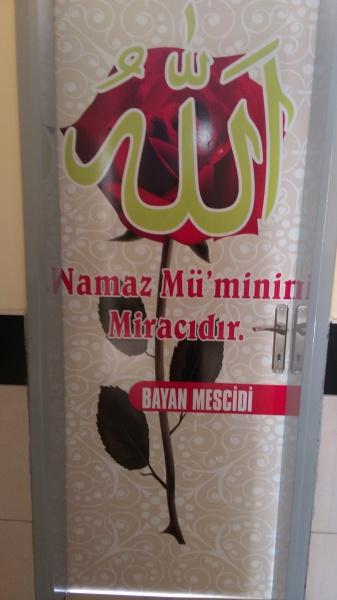 الله
Namaz Mü'minin
Miracıdır.
BAYAN MESCİDİ